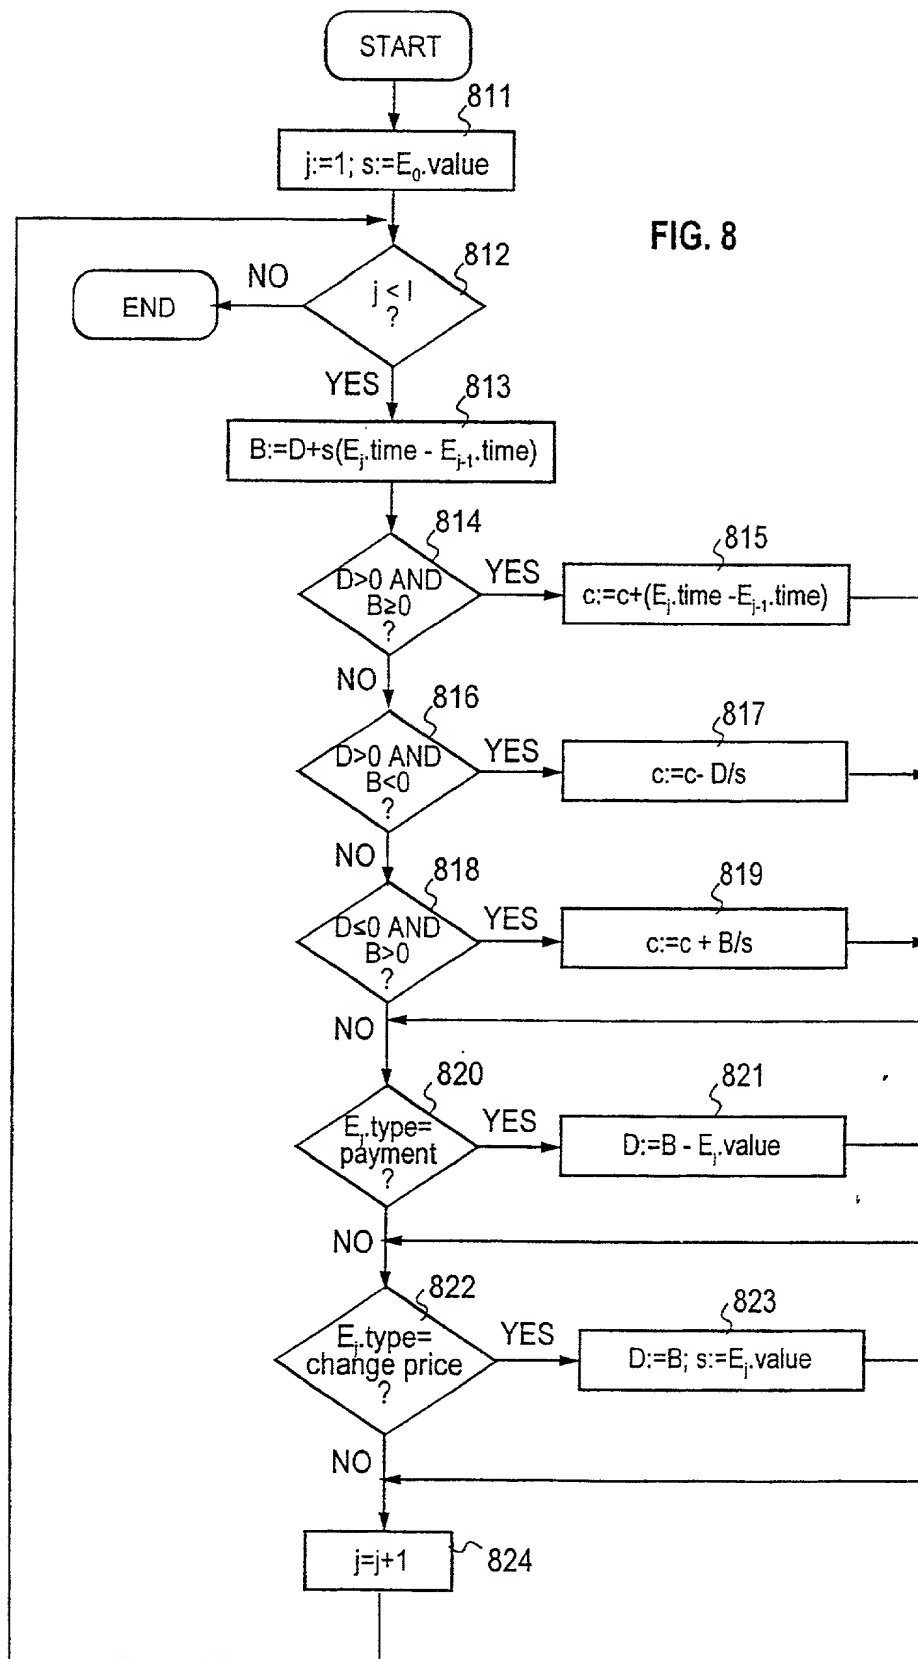 START
811
j:=1; s:=E₀.value
FIG. 8
812
NO
j < I
?
END
YES
813
B:=D+s(Eⱼ.time - Eⱼ₋₁.time)
814
D>0 AND
B≥0
?
YES
815
c:=c+(Eⱼ.time -Eⱼ₋₁.time)
NO
816
D>0 AND
B<0
?
YES
817
c:=c- D/s
NO
818
D≤0 AND
B>0
?
YES
819
c:=c + B/s
NO
820
Eⱼ.type=
payment
?
YES
821
D:=B - Eⱼ.value
NO
822
Eⱼ.type=
change price
?
YES
823
D:=B; s:=Eⱼ.value
NO
j=j+1
824